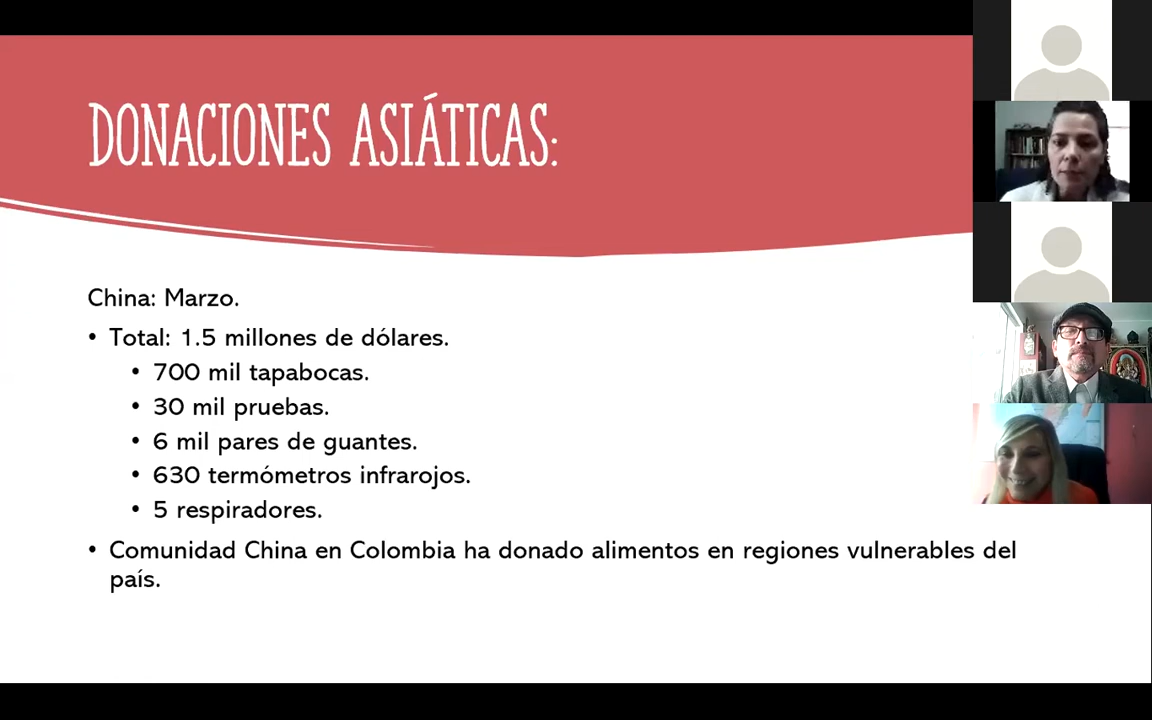 DONACIONES ASIÁTICAS:
China: Marzo.
• Total: 1.5 millones de dólares.
• 700 mil tapabocas.
• 30 mil pruebas.
• 6 mil pares de guantes.
• 630 termómetros infrarojos.
• 5 respiradores.
• Comunidad China en Colombia ha donado alimentos en regiones vulnerables del
país.